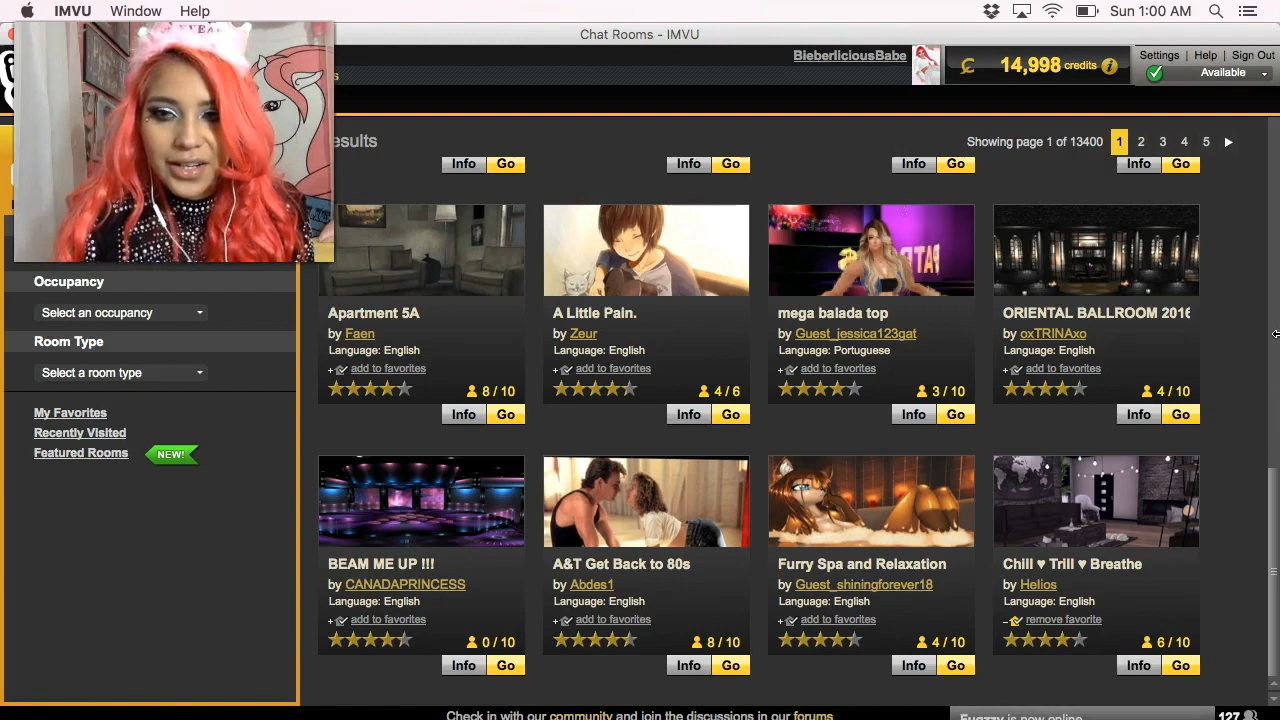 IMVU Window Help Sun 1:00 AM
Chat Rooms - IMVU
BieberliciousBabe 14,998 credits Settings | Help | Sign Out
Available
Showing page 1 of 13400 1 2 3 4 5
Info Go Info Go Info Go Info Go
Occupancy
Select an occupancy
Room Type
Select a room type
My Favorites
Recently Visited
Featured Rooms NEW!
Apartment 5A
by Faen
Language: English
add to favorites
8 / 10
Info Go
A Little Pain.
by Zeur
Language: English
add to favorites
4 / 6
Info Go
mega balada top
by Guest_jessica123gat
Language: Portuguese
add to favorites
3 / 10
Info Go
ORIENTAL BALLROOM 2016
by oxTRINAxo
Language: English
add to favorites
4 / 10
Info Go
BEAM ME UP !!!
by CANADAPRINCESS
Language: English
add to favorites
0 / 10
Info Go
A&T Get Back to 80s
by Abdes1
Language: English
add to favorites
8 / 10
Info Go
Furry Spa and Relaxation
by Guest_shiningforever18
Language: English
add to favorites
4 / 10
Info Go
Chill ♥ Trill ♥ Breathe
by Helios
Language: English
remove favorite
6 / 10
Info Go
Check in with our community and join the discussions in our forums
is now online
127